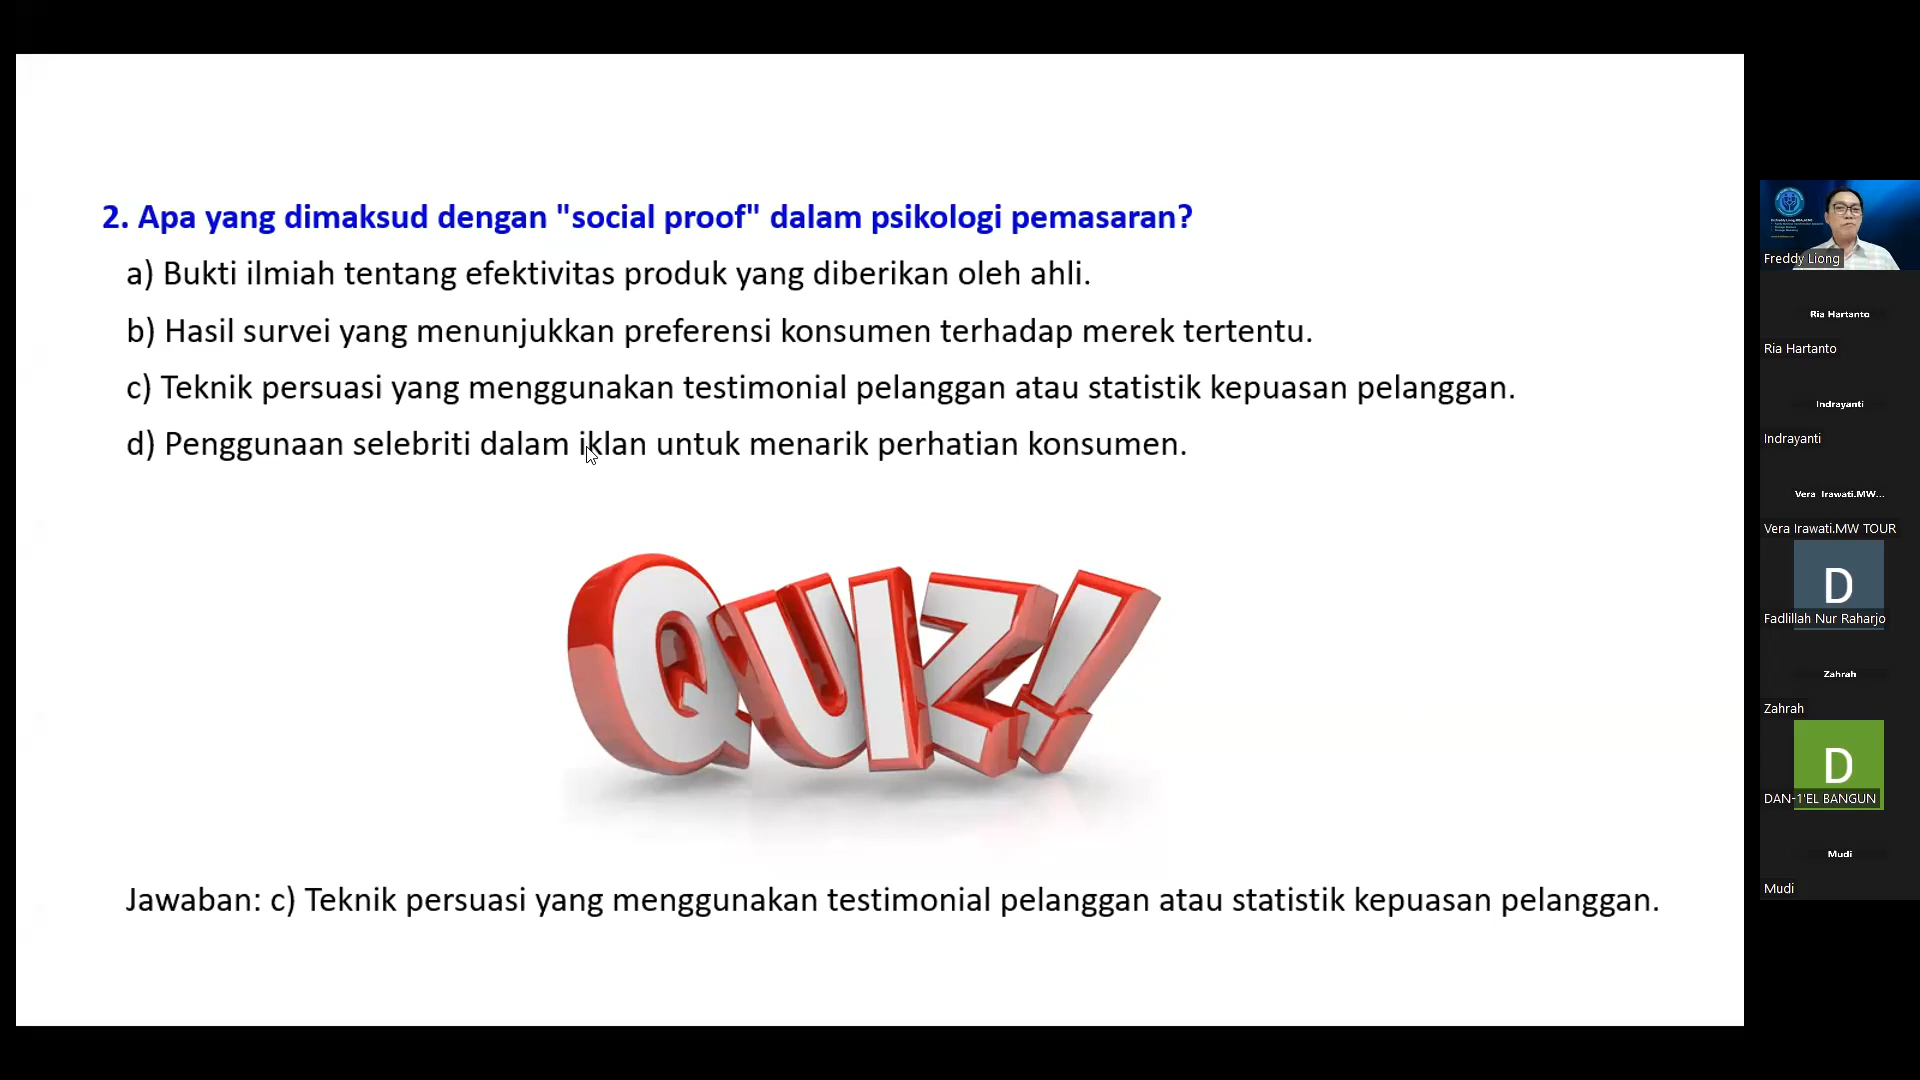 2. Apa yang dimaksud dengan "social proof" dalam psikologi pemasaran?
a) Bukti ilmiah tentang efektivitas produk yang diberikan oleh ahli.
b) Hasil survei yang menunjukkan preferensi konsumen terhadap merek tertentu.
c) Teknik persuasi yang menggunakan testimonial pelanggan atau statistik kepuasan pelanggan.
d) Penggunaan selebriti dalam iklan untuk menarik perhatian konsumen.
QUIZ!
Jawaban: c) Teknik persuasi yang menggunakan testimonial pelanggan atau statistik kepuasan pelanggan.
Freddy Liong
Ria Hartanto
Ria Hartanto
Indrayanti
Indrayanti
Vera Irawati.MW...
Vera Irawati.MW TOUR
D
Fadlillah Nur Raharjo
Zahrah
Zahrah
D
DAN-1'EL BANGUN
Mudi
Mudi